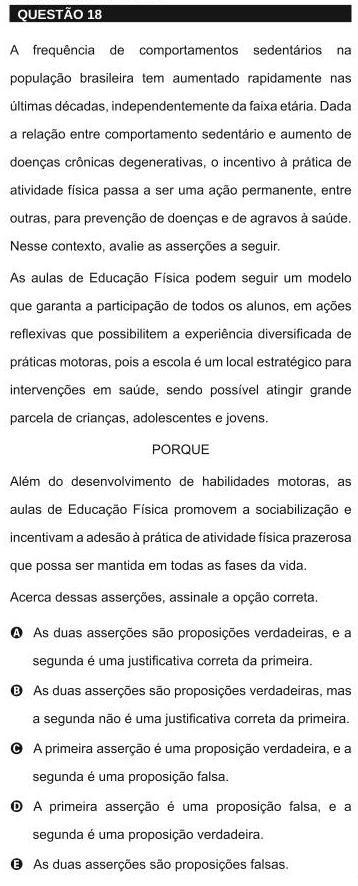 QUESTÃO 18
A frequência de comportamentos sedentários na
população brasileira tem aumentado rapidamente nas
últimas décadas, independentemente da faixa etária. Dada
a relação entre comportamento sedentário e aumento de
doenças crônicas degenerativas, o incentivo à prática de
atividade física passa a ser uma ação permanente, entre
outras, para prevenção de doenças e de agravos à saúde.
Nesse contexto, avalie as asserções a seguir.
As aulas de Educação Física podem seguir um modelo
que garanta a participação de todos os alunos, em ações
reflexivas que possibilitem a experiência diversificada de
práticas motoras, pois a escola é um local estratégico para
intervenções em saúde, sendo possível atingir grande
parcela de crianças, adolescentes e jovens.
PORQUE
Além do desenvolvimento de habilidades motoras, as
aulas de Educação Física promovem a sociabilização e
incentivam a adesão à prática de atividade física prazerosa
que possa ser mantida em todas as fases da vida.
Acerca dessas asserções, assinale a opção correta.
A As duas asserções são proposições verdadeiras, e a
segunda é uma justificativa correta da primeira.
B As duas asserções são proposições verdadeiras, mas
a segunda não é uma justificativa correta da primeira.
C A primeira asserção é uma proposição verdadeira, e a
segunda é uma proposição falsa.
D A primeira asserção é uma proposição falsa, e a
segunda é uma proposição verdadeira.
E As duas asserções são proposições falsas.